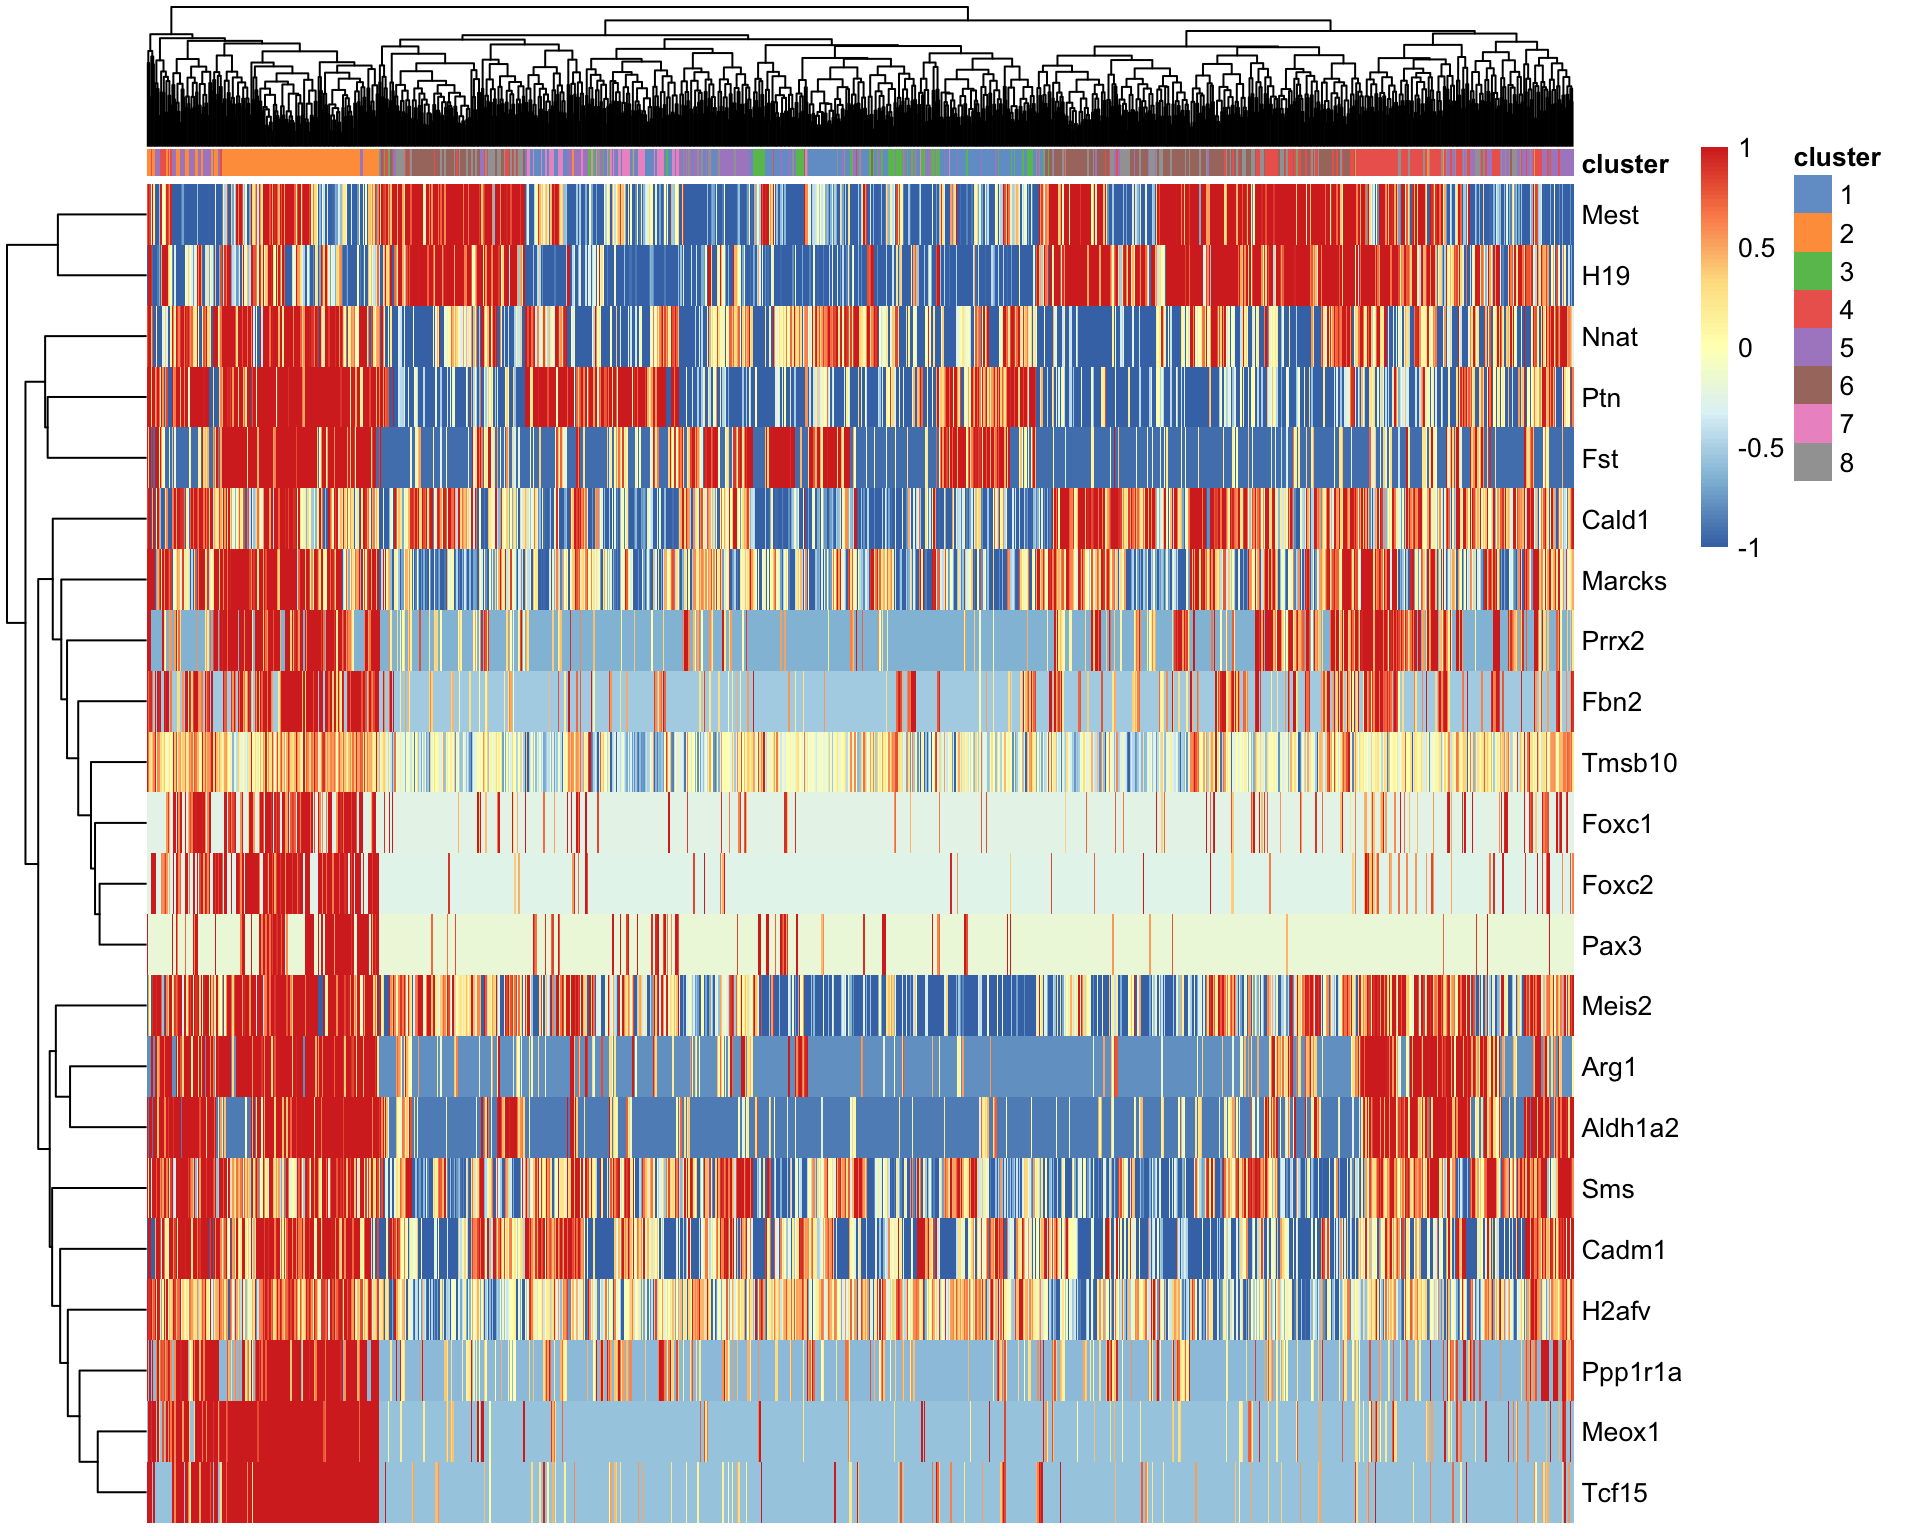 cluster
Mest
H19
Nnat
Ptn
Fst
Cald1
Marcks
Prrx2
Fbn2
Tmsb10
Foxc1
Foxc2
Pax3
Meis2
Arg1
Aldh1a2
Sms
Cadm1
H2afv
Ppp1r1a
Meox1
Tcf15
1
0.5
0
-0.5
-1
cluster
1
2
3
4
5
6
7
8